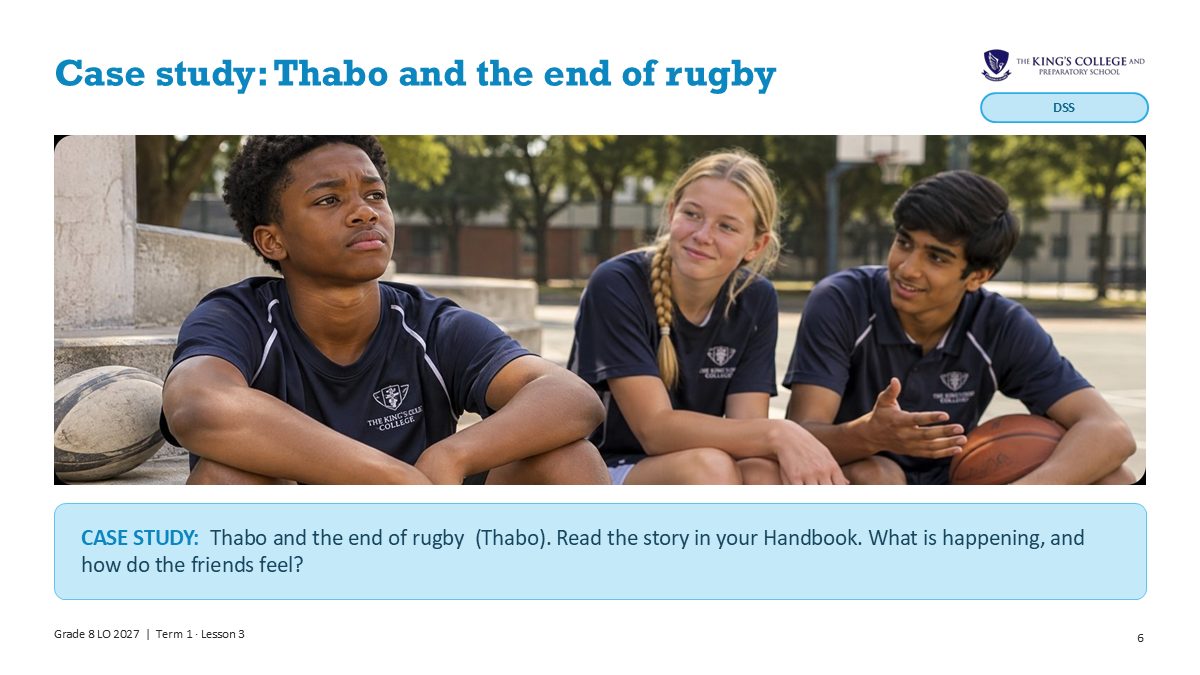 Case study: Thabo and the end of rugby
THE KING'S COLLEGE AND
PREPARATORY SCHOOL
DSS
THE KING'S
COLLEGE
COLLEGE
CASE STUDY: Thabo and the end of rugby (Thabo). Read the story in your Handbook. What is happening, and
how do the friends feel?
Grade 8 LO 2027 | Term 1 · Lesson 3
6